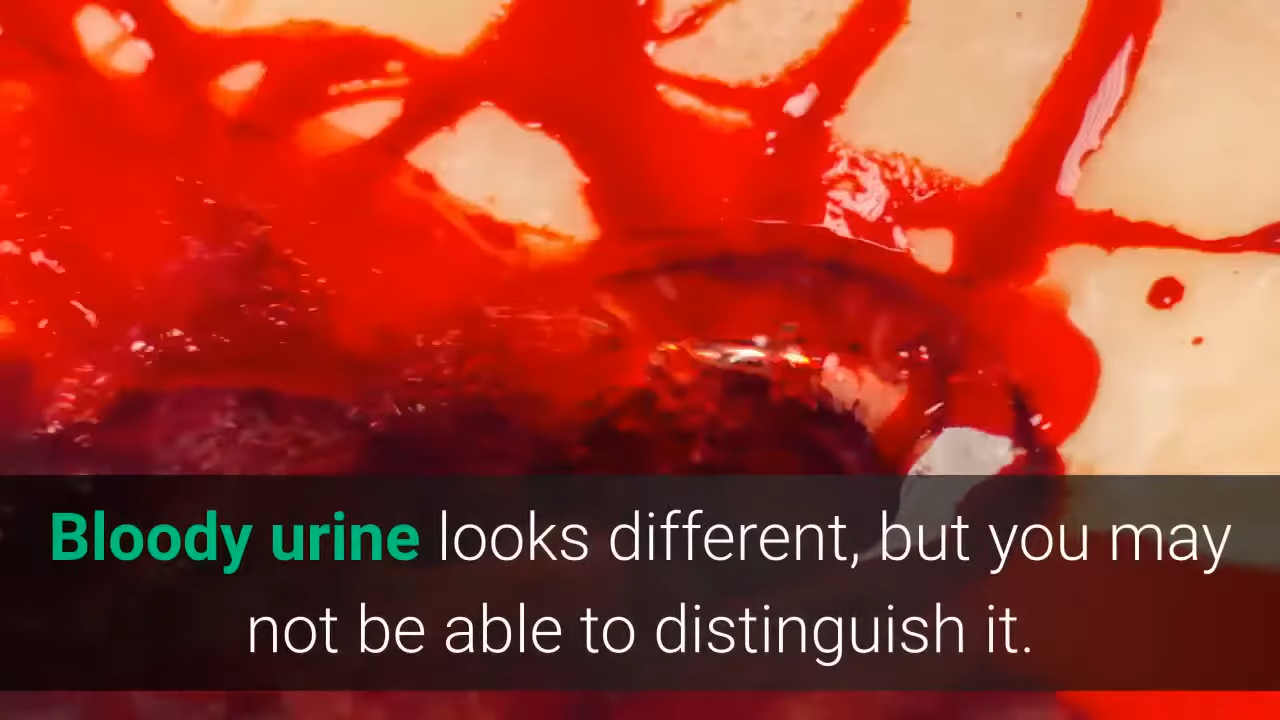 Bloody urine looks different, but you may
not be able to distinguish it.